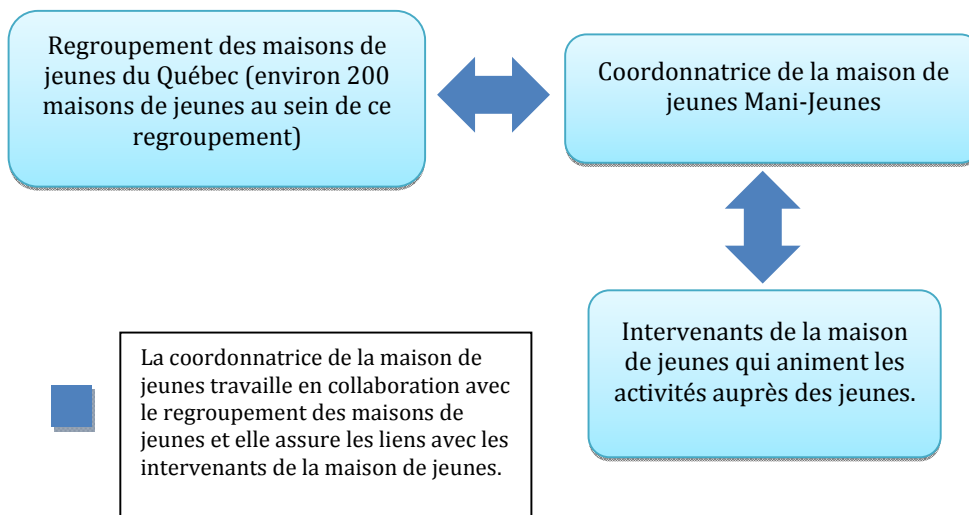 Regroupement des maisons de
jeunes du Québec (environ 200
maisons de jeunes au sein de ce
regroupement)
Coordonnatrice de la maison de
jeunes Mani-Jeunes
Intervenants de la maison
de jeunes qui animent les
activités auprès des jeunes.
La coordonnatrice de la maison de
jeunes travaille en collaboration avec
le regroupement des maisons de
jeunes et elle assure les liens avec les
intervenants de la maison de jeunes.